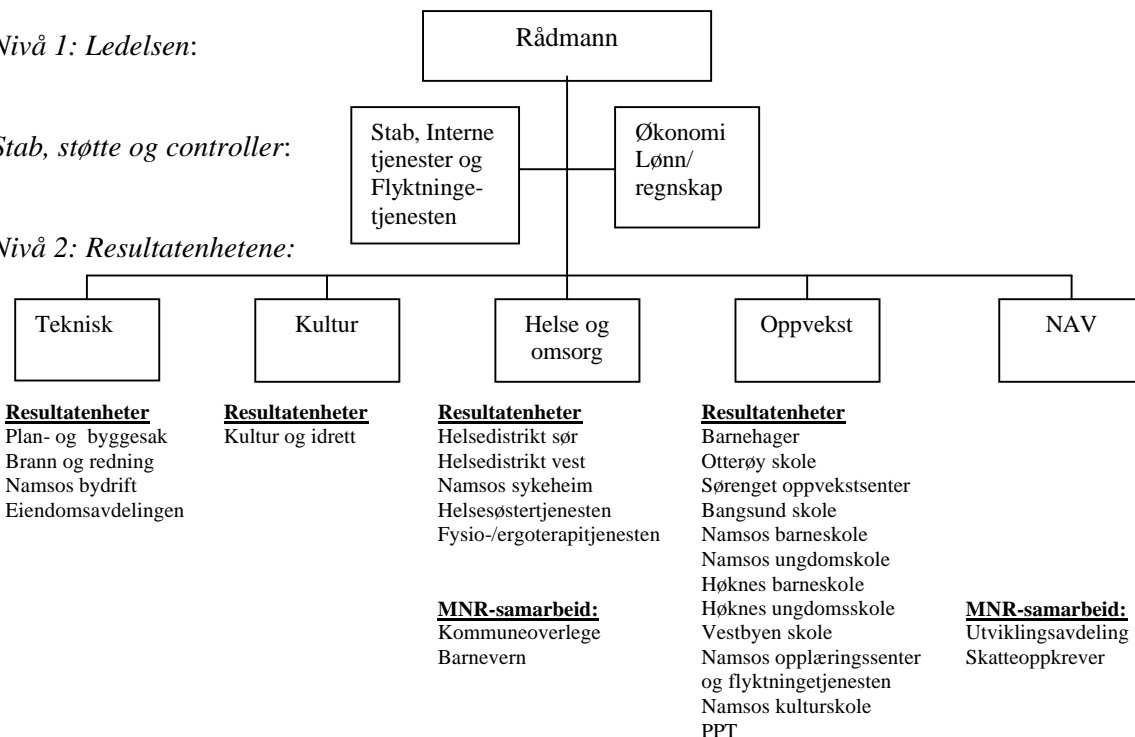 Nivå 1: Ledelsen:
Rådmann
Stab, støtte og controller:
Stab, Interne
tjenester og
Flyktninge-
tjenesten
Økonomi
Lønn/
regnskap
Nivå 2: Resultatenhetene:
Teknisk
Kultur
Helse og
omsorg
Oppvekst
NAV
Resultatenheter
Plan- og byggesak
Brann og redning
Namsos bydrift
Eiendomsavdelingen
Resultatenheter
Kultur og idrett
Resultatenheter
Helsedistrikt sør
Helsedistrikt vest
Namsos sykeheim
Helsesøstertjenesten
Fysio-/ergoterapitjenesten
MNR-samarbeid:
Kommuneoverlege
Barnevern
Resultatenheter
Barnehager
Otterøy skole
Sørenget oppvekstsenter
Bangsund skole
Namsos barneskole
Namsos ungdomskole
Høknes barneskole
Høknes ungdomsskole
Vestbyen skole
Namsos opplæringssenter
og flyktningetjenesten
Namsos kulturskole
PPT
MNR-samarbeid:
Utviklingsavdeling
Skatteoppkrever